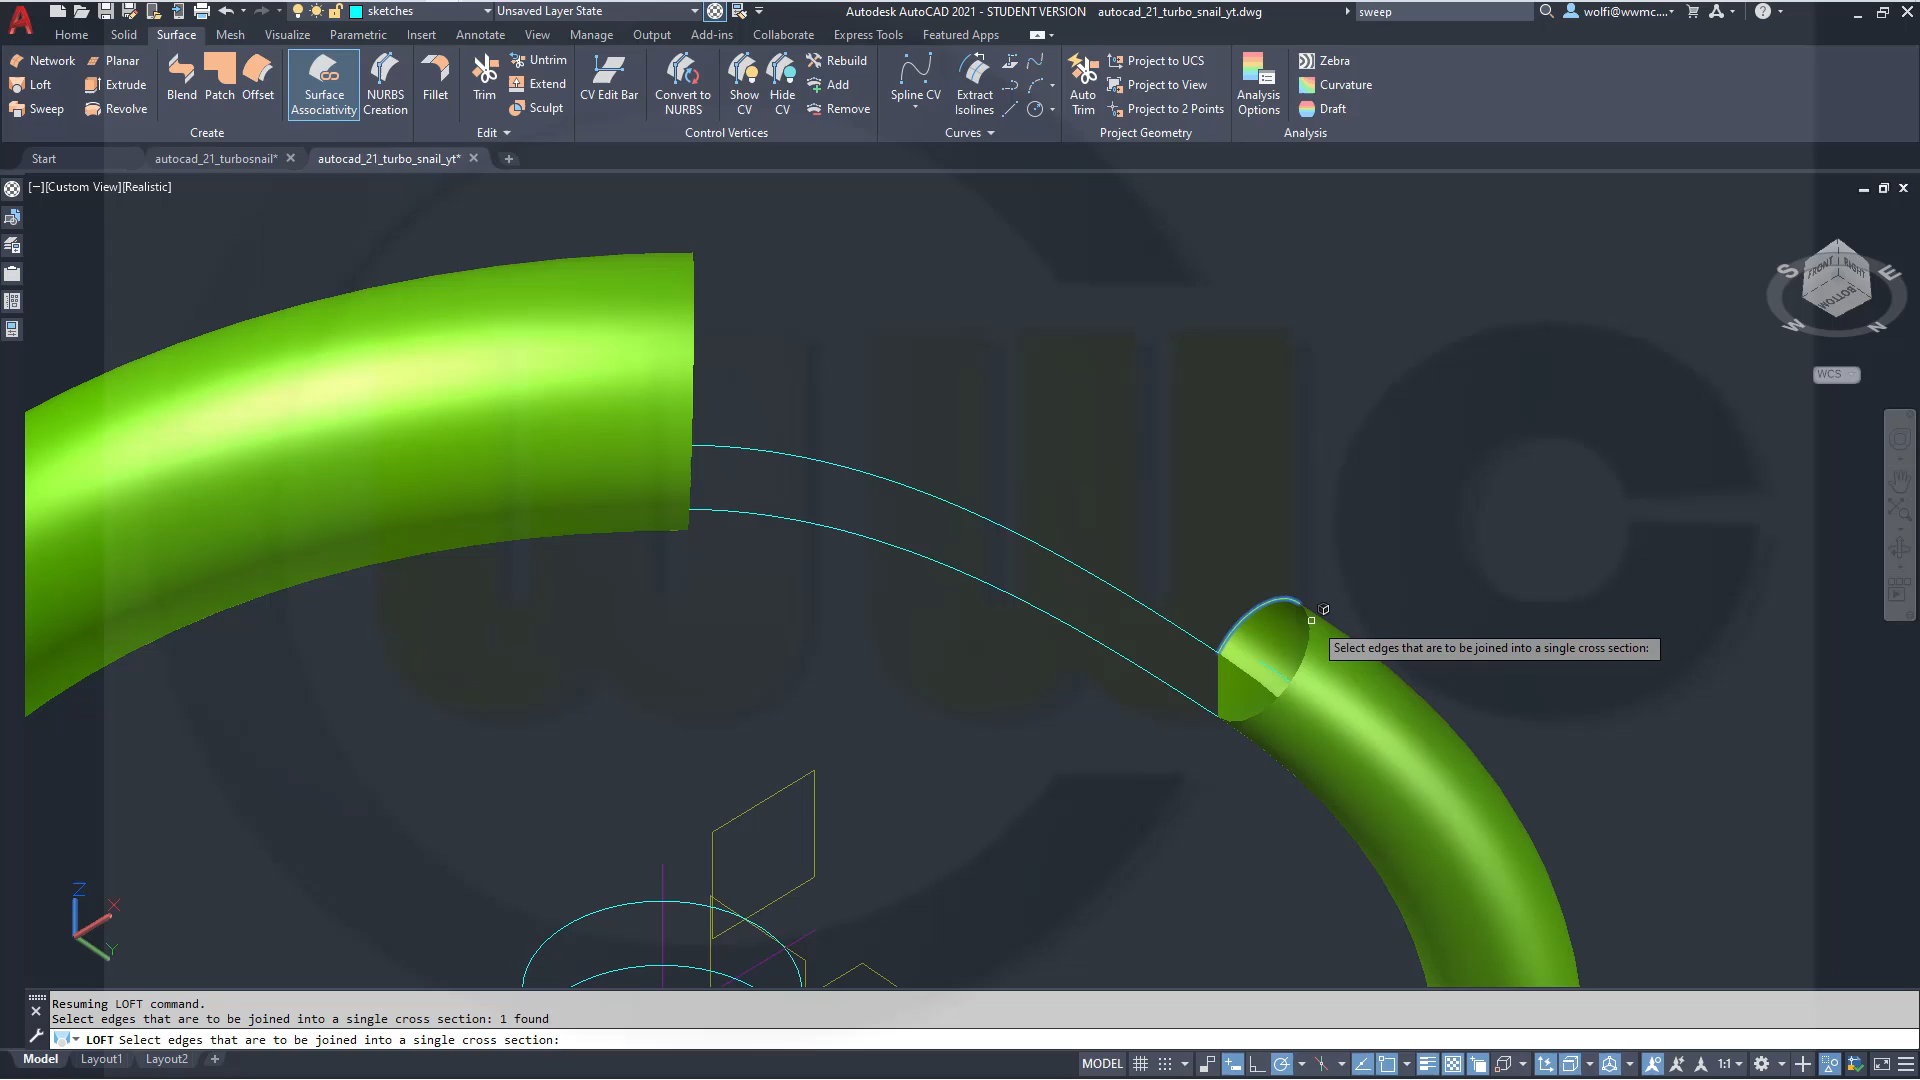 sketches
Unsaved Layer State
Autodesk AutoCAD 2021 - STUDENT VERSION autocad_21_turbo_snail_yt.dwg
sweep
wolfi@wwmc....
Home Solid Surface Mesh Visualize Parametric Insert Annotate View Manage Output Add-ins Collaborate Express Tools Featured Apps
Network Planar
Loft Extrude
Sweep Revolve
Create
Blend Patch Offset
Surface Associativity
NURBS Creation
Fillet
Trim
Untrim
Extend
Sculpt
Edit
CV Edit Bar
Convert to NURBS
Show CV
Hide CV
Rebuild
Add
Remove
Control Vertices
Spline CV
Extract Isolines
Curves
Auto Trim
Project to UCS
Project to View
Project to 2 Points
Project Geometry
Analysis Options
Zebra
Curvature
Draft
Analysis
Start autocad_21_turbosnail* autocad_21_turbo_snail_yt*
[−][Custom View][Realistic]
S E
FRONT RIGHT
BOTTOM
W N
WCS
wwc
Select edges that are to be joined into a single cross section:
Z X
Y
Resuming LOFT command.
Select edges that are to be joined into a single cross section: 1 found
LOFT Select edges that are to be joined into a single cross section:
Model Layout1 Layout2
MODEL
1:1